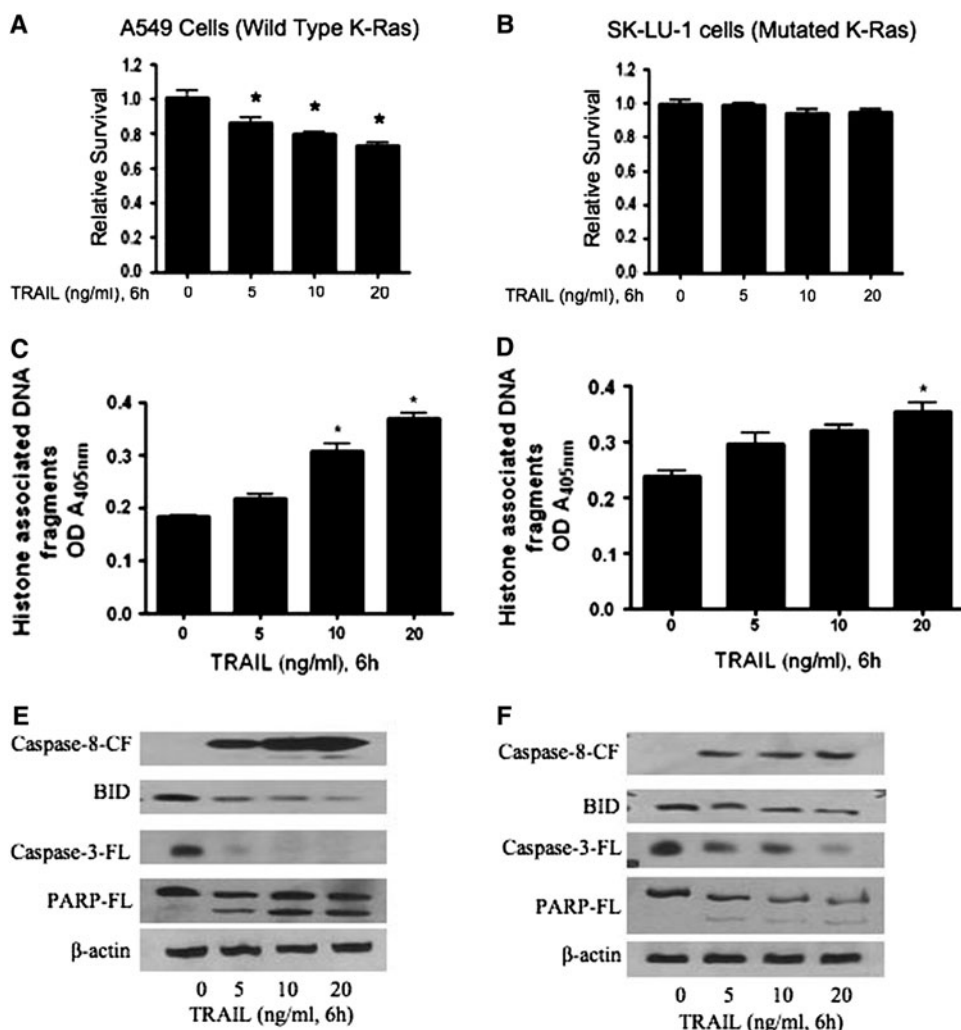 A
A549 Cells (Wild Type K-Ras)
Relative Survival
1.2
1.0
0.8
0.6
0.4
0.2
0.0
* * *
TRAIL (ng/ml), 6h 0 5 10 20
B
SK-LU-1 cells (Mutated K-Ras)
Relative Survival
1.2
1.0
0.8
0.6
0.4
0.2
0.0
TRAIL (ng/ml), 6h 0 5 10 20
C
Histone associated DNA
fragments
OD A405nm
0.4
0.3
0.2
0.1
0.0
* *
0 5 10 20
TRAIL (ng/ml), 6h
D
Histone associated DNA
fragments
OD A405nm
0.4
0.3
0.2
0.1
0.0
*
0 5 10 20
TRAIL (ng/ml), 6h
E
Caspase-8-CF
BID
Caspase-3-FL
PARP-FL
β-actin
0 5 10 20
TRAIL (ng/ml, 6h)
F
Caspase-8-CF
BID
Caspase-3-FL
PARP-FL
β-actin
0 5 10 20
TRAIL (ng/ml, 6h)